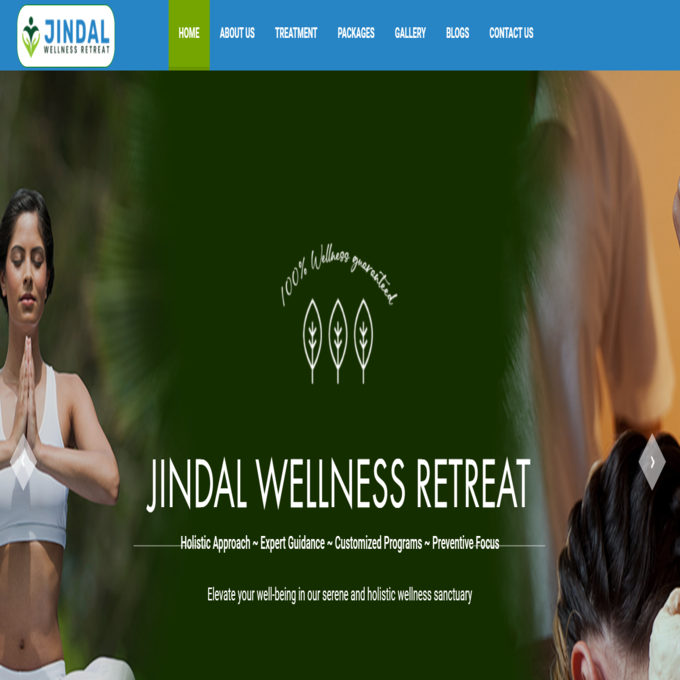 JINDAL
WELLNESS RETREAT
HOME ABOUT US TREATMENT PACKAGES GALLERY BLOGS CONTACT US
100% Wellness guaranteed
JINDAL WELLNESS RETREAT
Holistic Approach ~ Expert Guidance ~ Customized Programs ~ Preventive Focus
Elevate your well-being in our serene and holistic wellness sanctuary